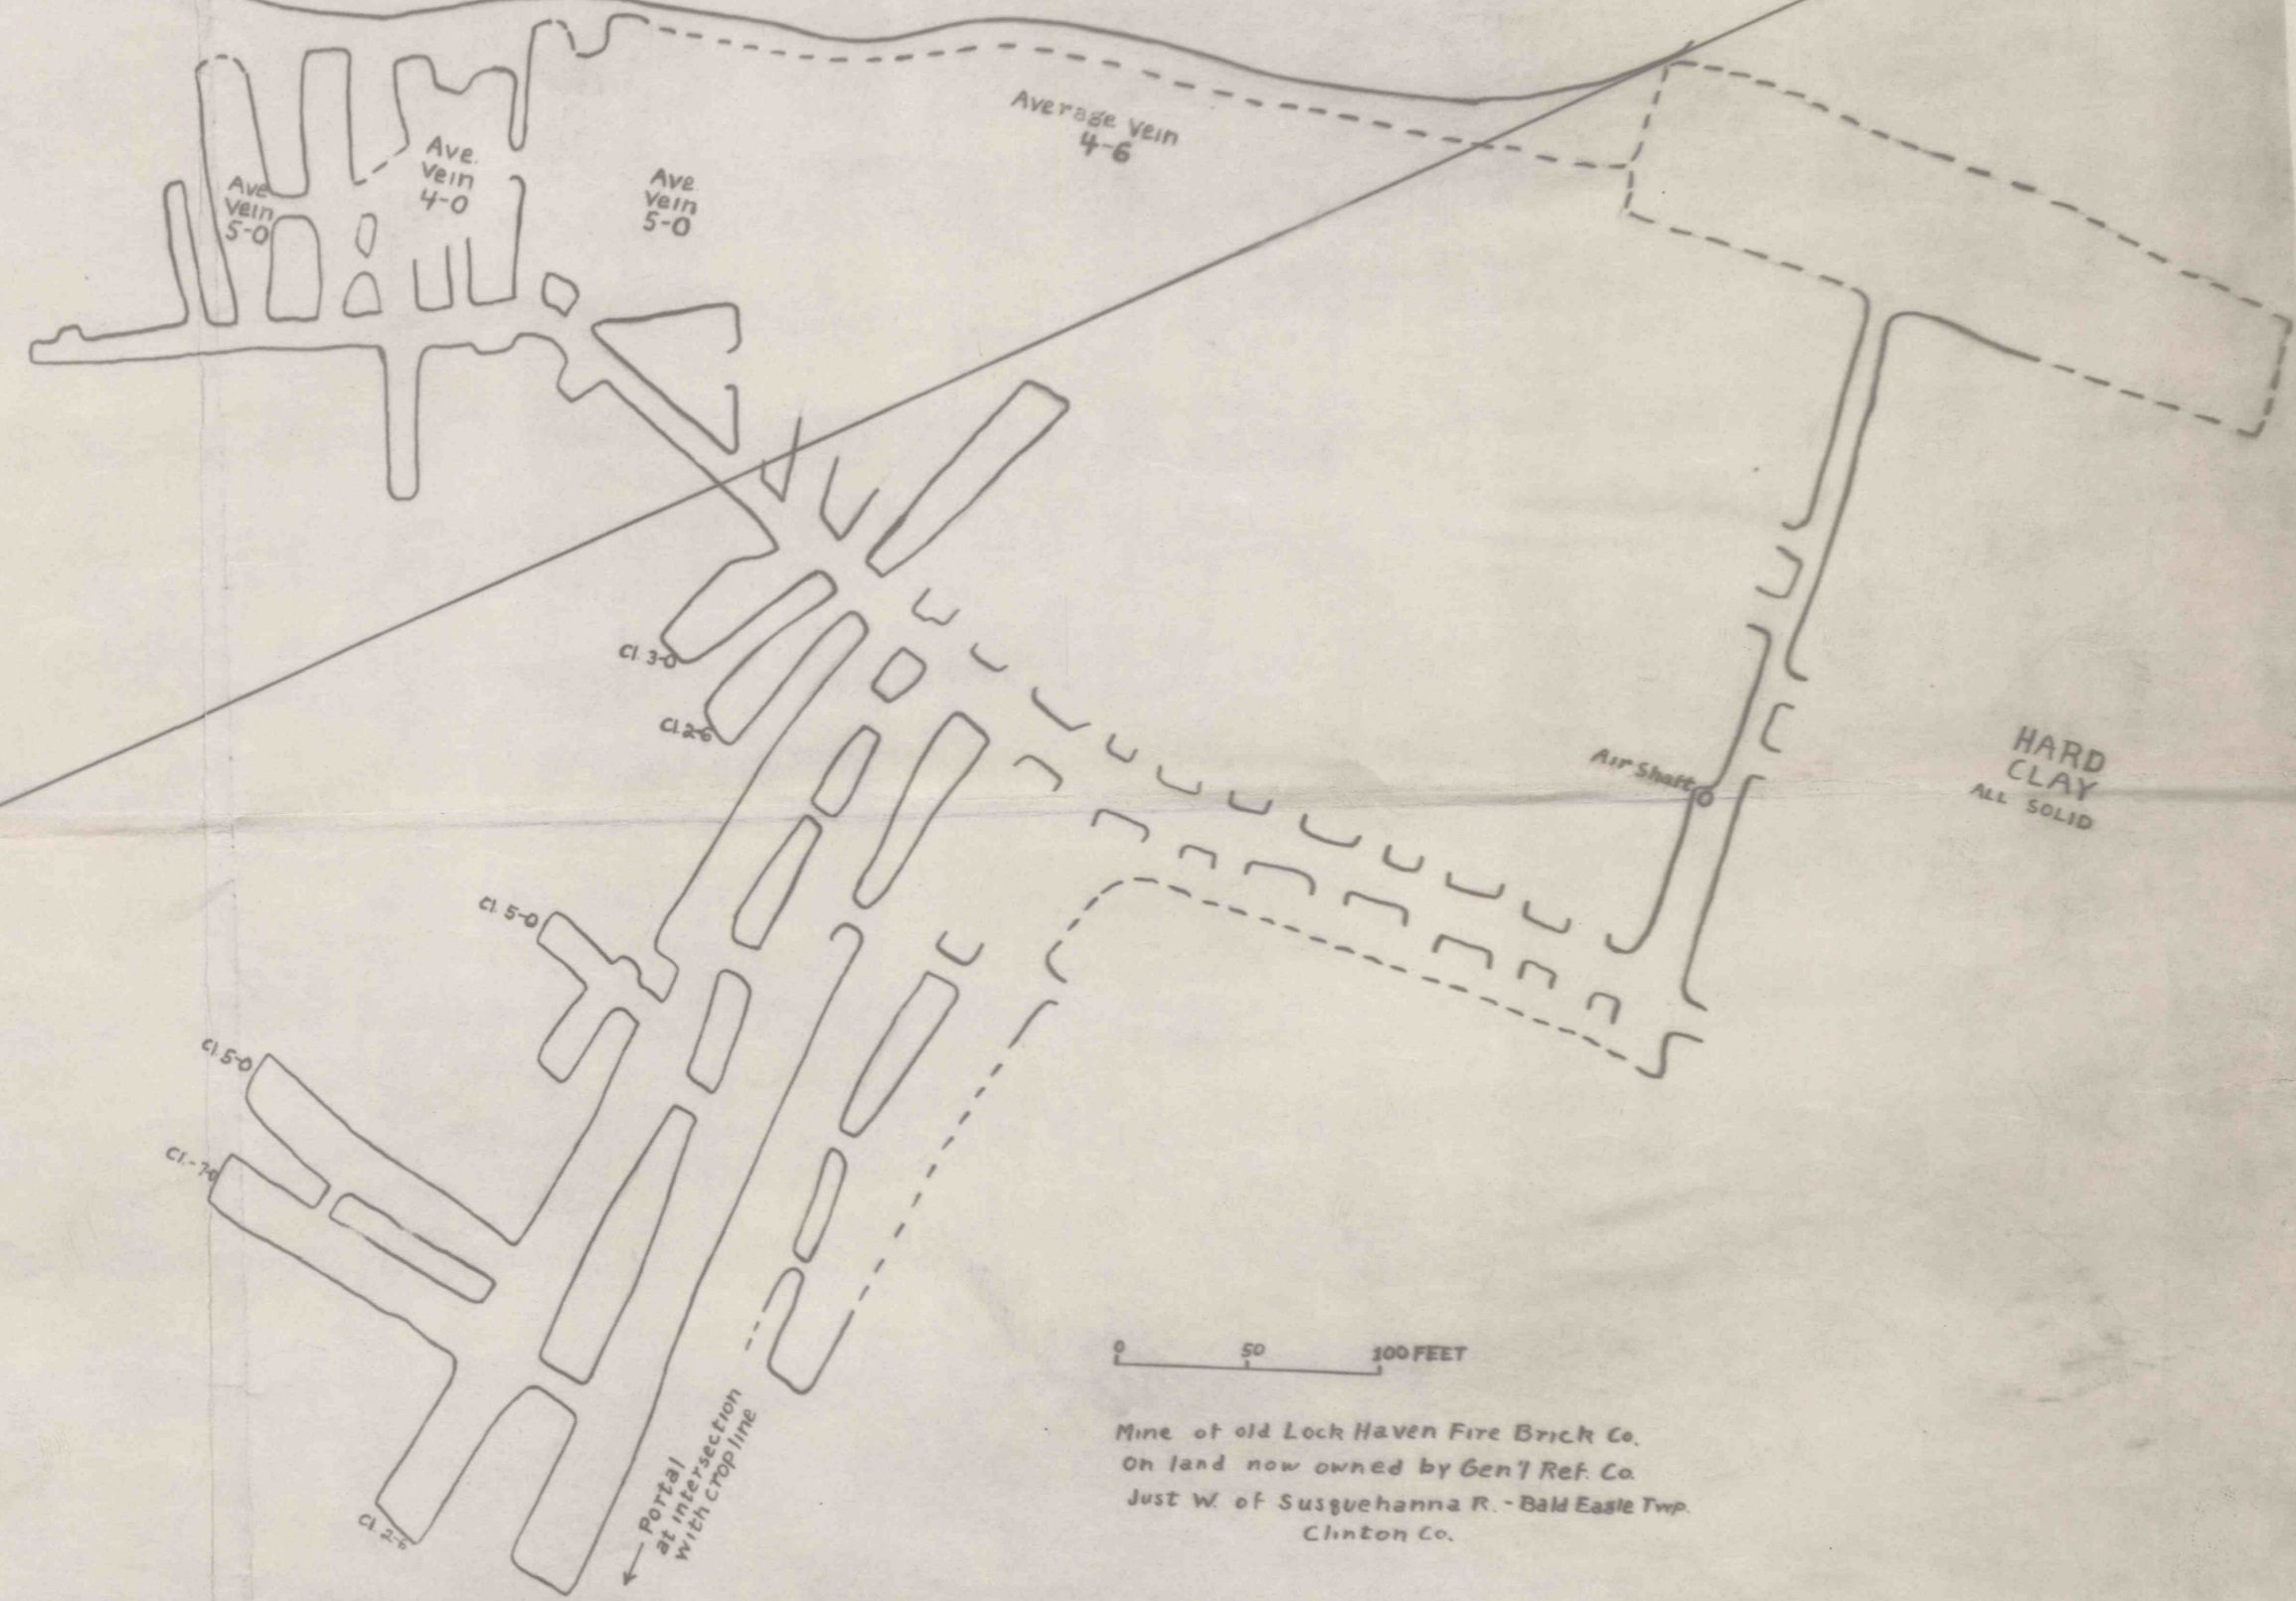 Average Vein
4-6
Ave.
Vein
4-0
Ave
Vein
5-0
Ave
Vein
5-0
Cl. 3-0
Cl. 2-6
Air Shaft
HARD
CLAY
ALL SOLID
Cl. 5-0
Cl. 5-0
Cl. -7-0
Cl. 2-6
Portal
at intersection
with crop line
0 50 100 FEET
Mine of old Lock Haven Fire Brick Co.
On land now owned by Gen'l Ref. Co.
Just W. of Susquehanna R. - Bald Eagle Twp.
Clinton Co.